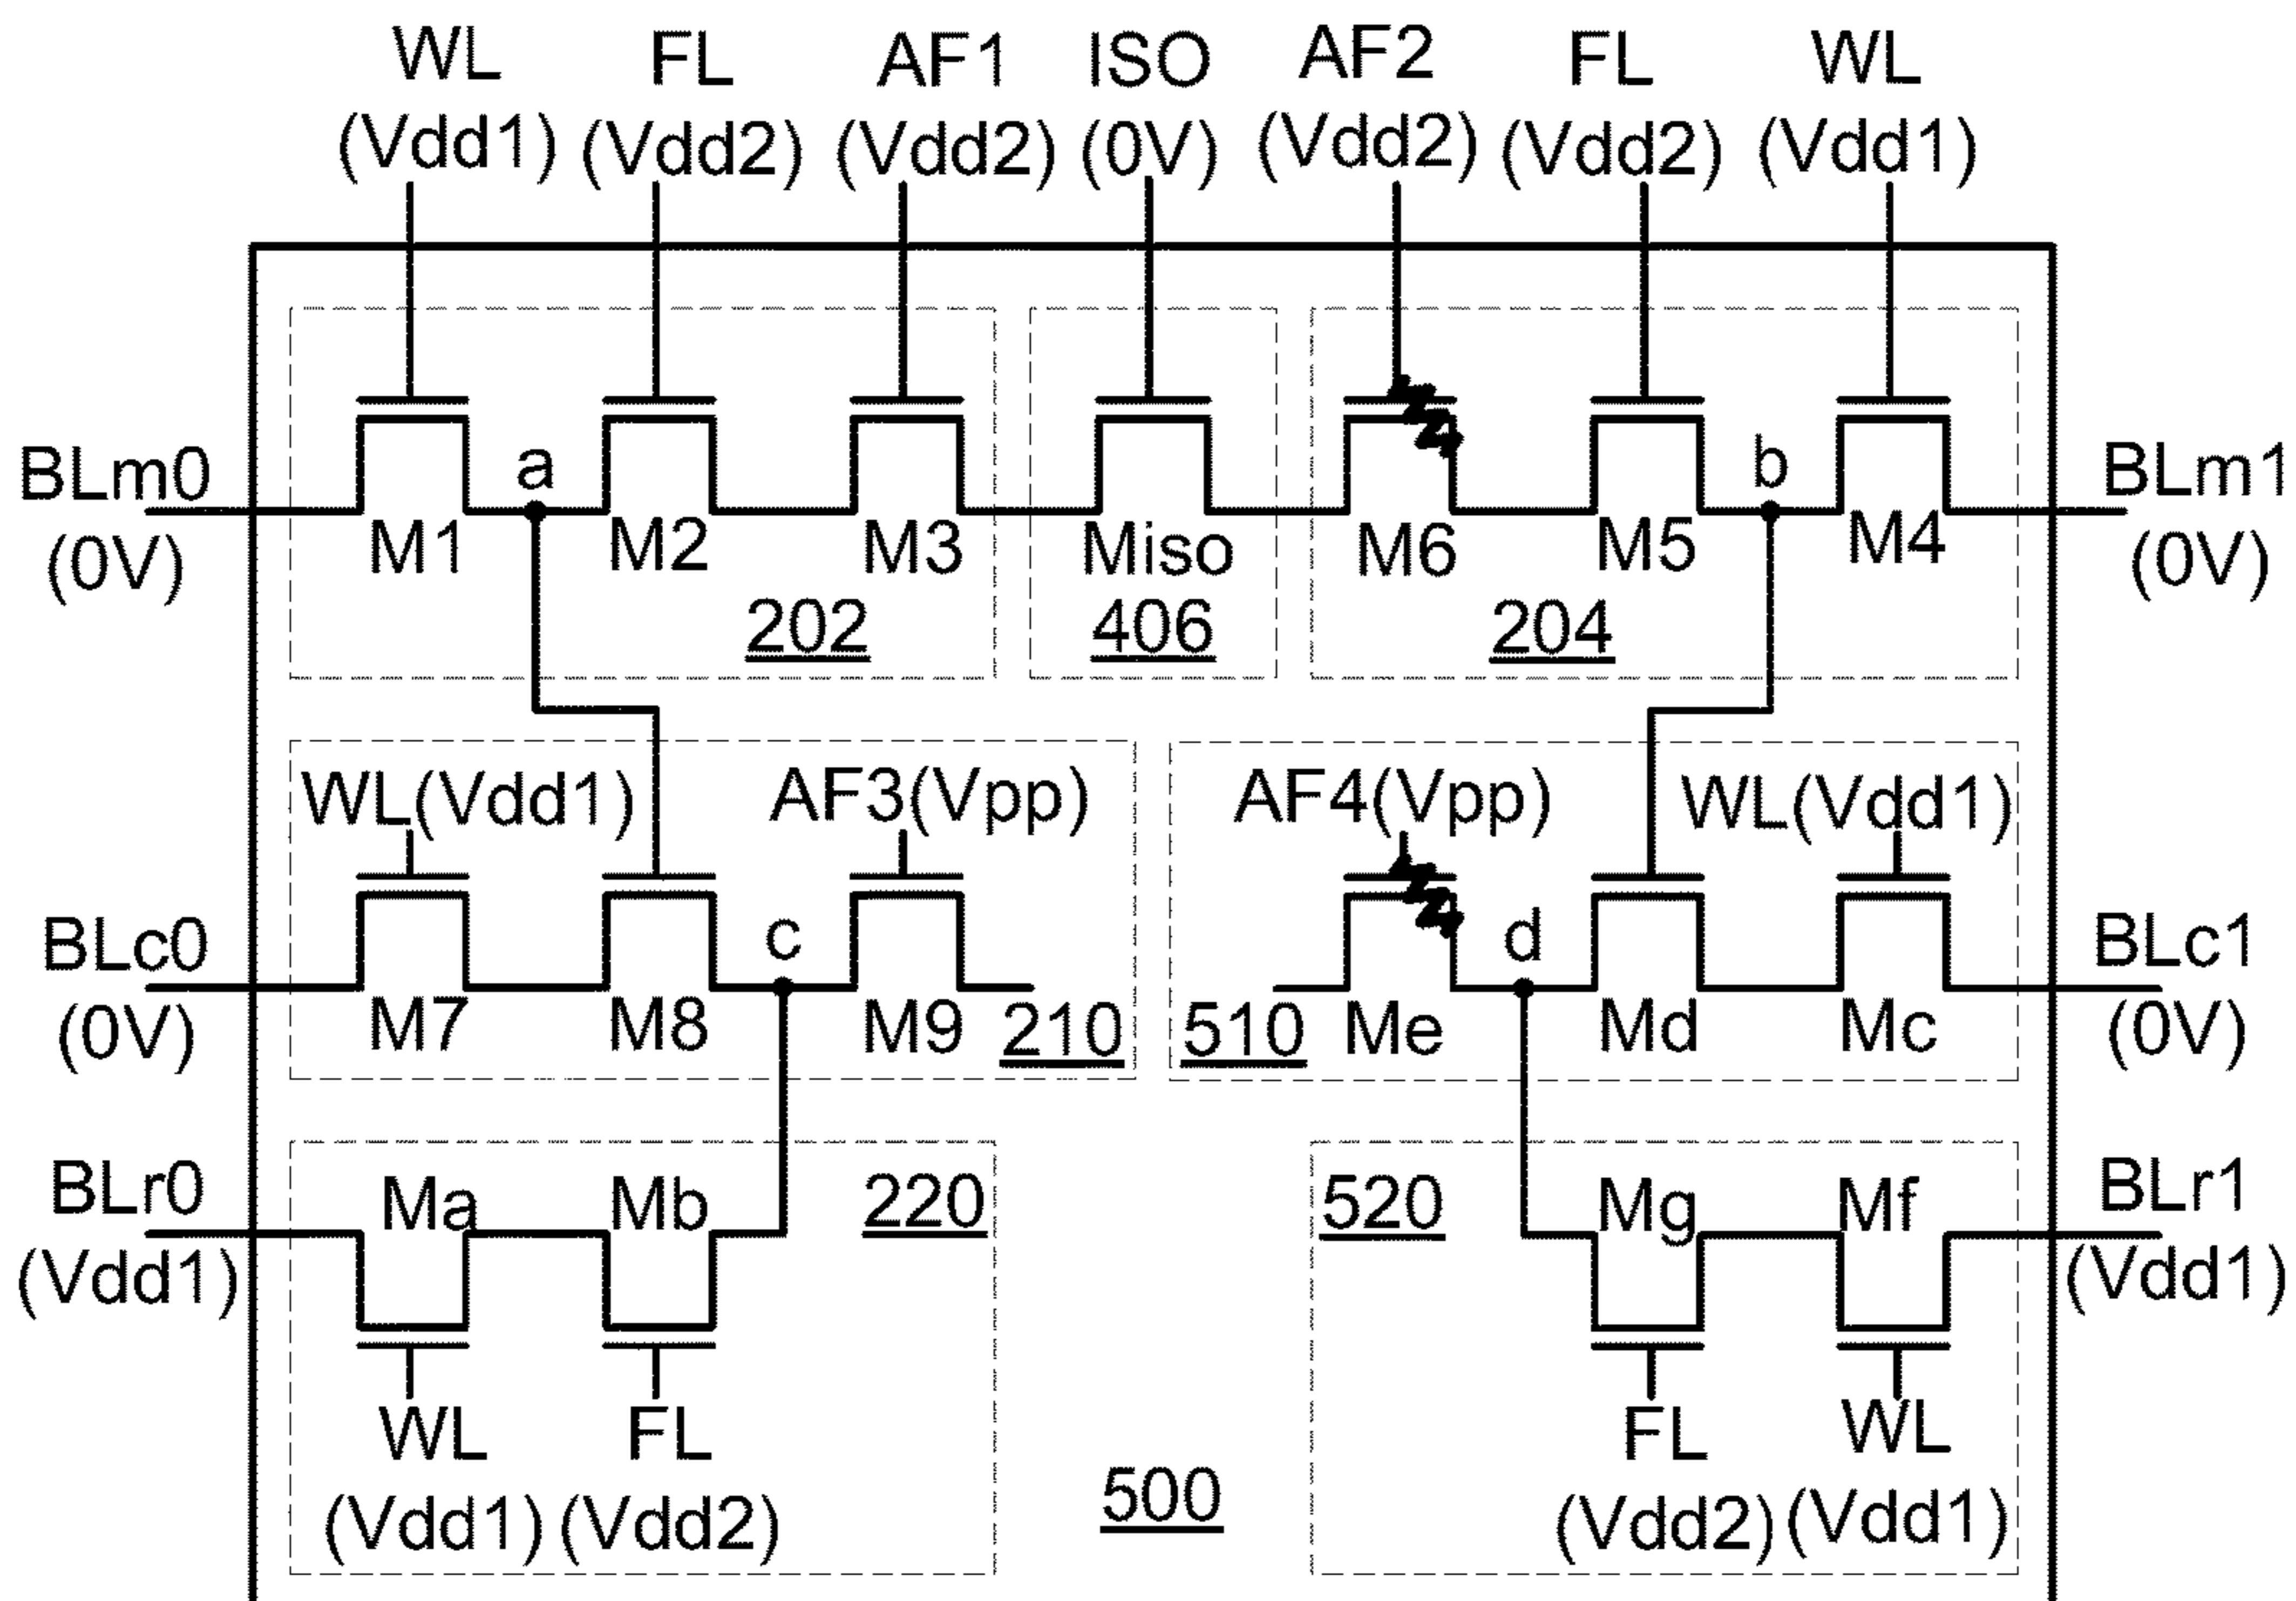 WL FL AF1 ISO AF2 FL WL
(Vdd1) (Vdd2) (Vdd2) (0V) (Vdd2) (Vdd2) (Vdd1)
BLm0 a b BLm1
(0V) M1 M2 M3 Miso M6 M5 M4 (0V)
202 406 204
WL(Vdd1) AF3(Vpp) AF4(Vpp) WL(Vdd1)
BLc0 c d BLc1
(0V) M7 M8 M9 210 510 Me Md Mc (0V)
BLr0 Ma Mb 220 520 Mg Mf BLr1
(Vdd1) (Vdd1)
WL FL FL WL
(Vdd1) (Vdd2) 500 (Vdd2) (Vdd1)